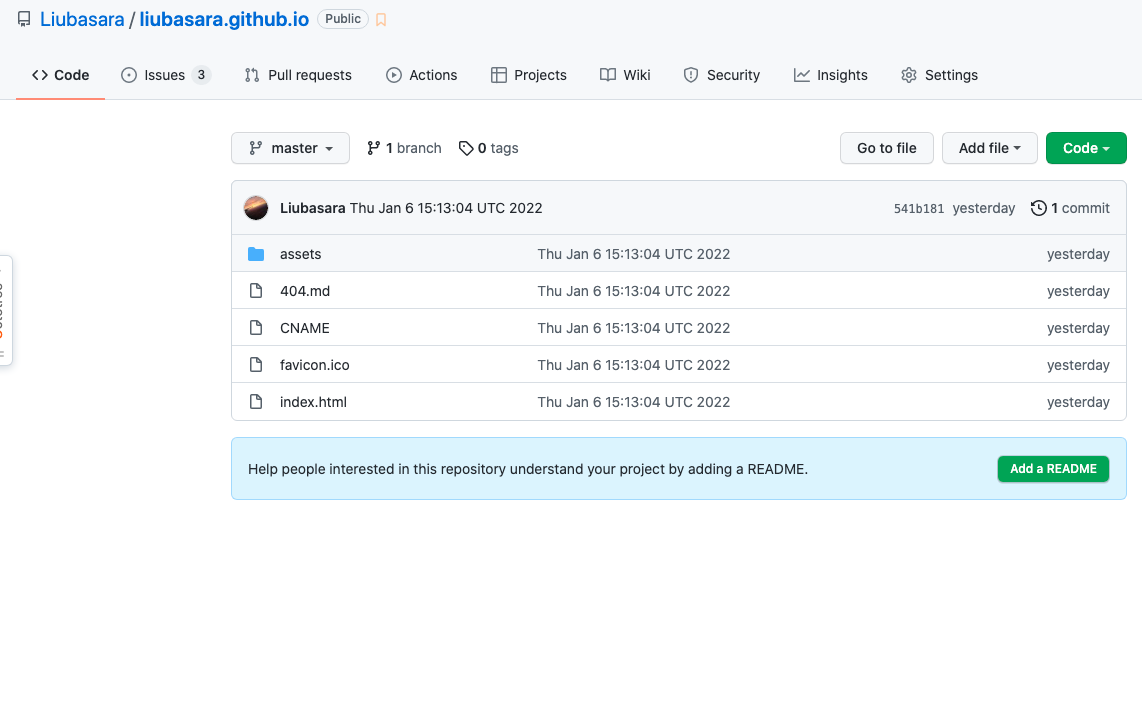 Liubasara / liubasara.github.io Public
Code Issues 3 Pull requests Actions Projects Wiki Security Insights Settings
master 1 branch 0 tags Go to file Add file Code
Liubasara Thu Jan 6 15:13:04 UTC 2022 541b181 yesterday 1 commit
assets Thu Jan 6 15:13:04 UTC 2022 yesterday
404.md Thu Jan 6 15:13:04 UTC 2022 yesterday
CNAME Thu Jan 6 15:13:04 UTC 2022 yesterday
favicon.ico Thu Jan 6 15:13:04 UTC 2022 yesterday
index.html Thu Jan 6 15:13:04 UTC 2022 yesterday
Help people interested in this repository understand your project by adding a README. Add a README